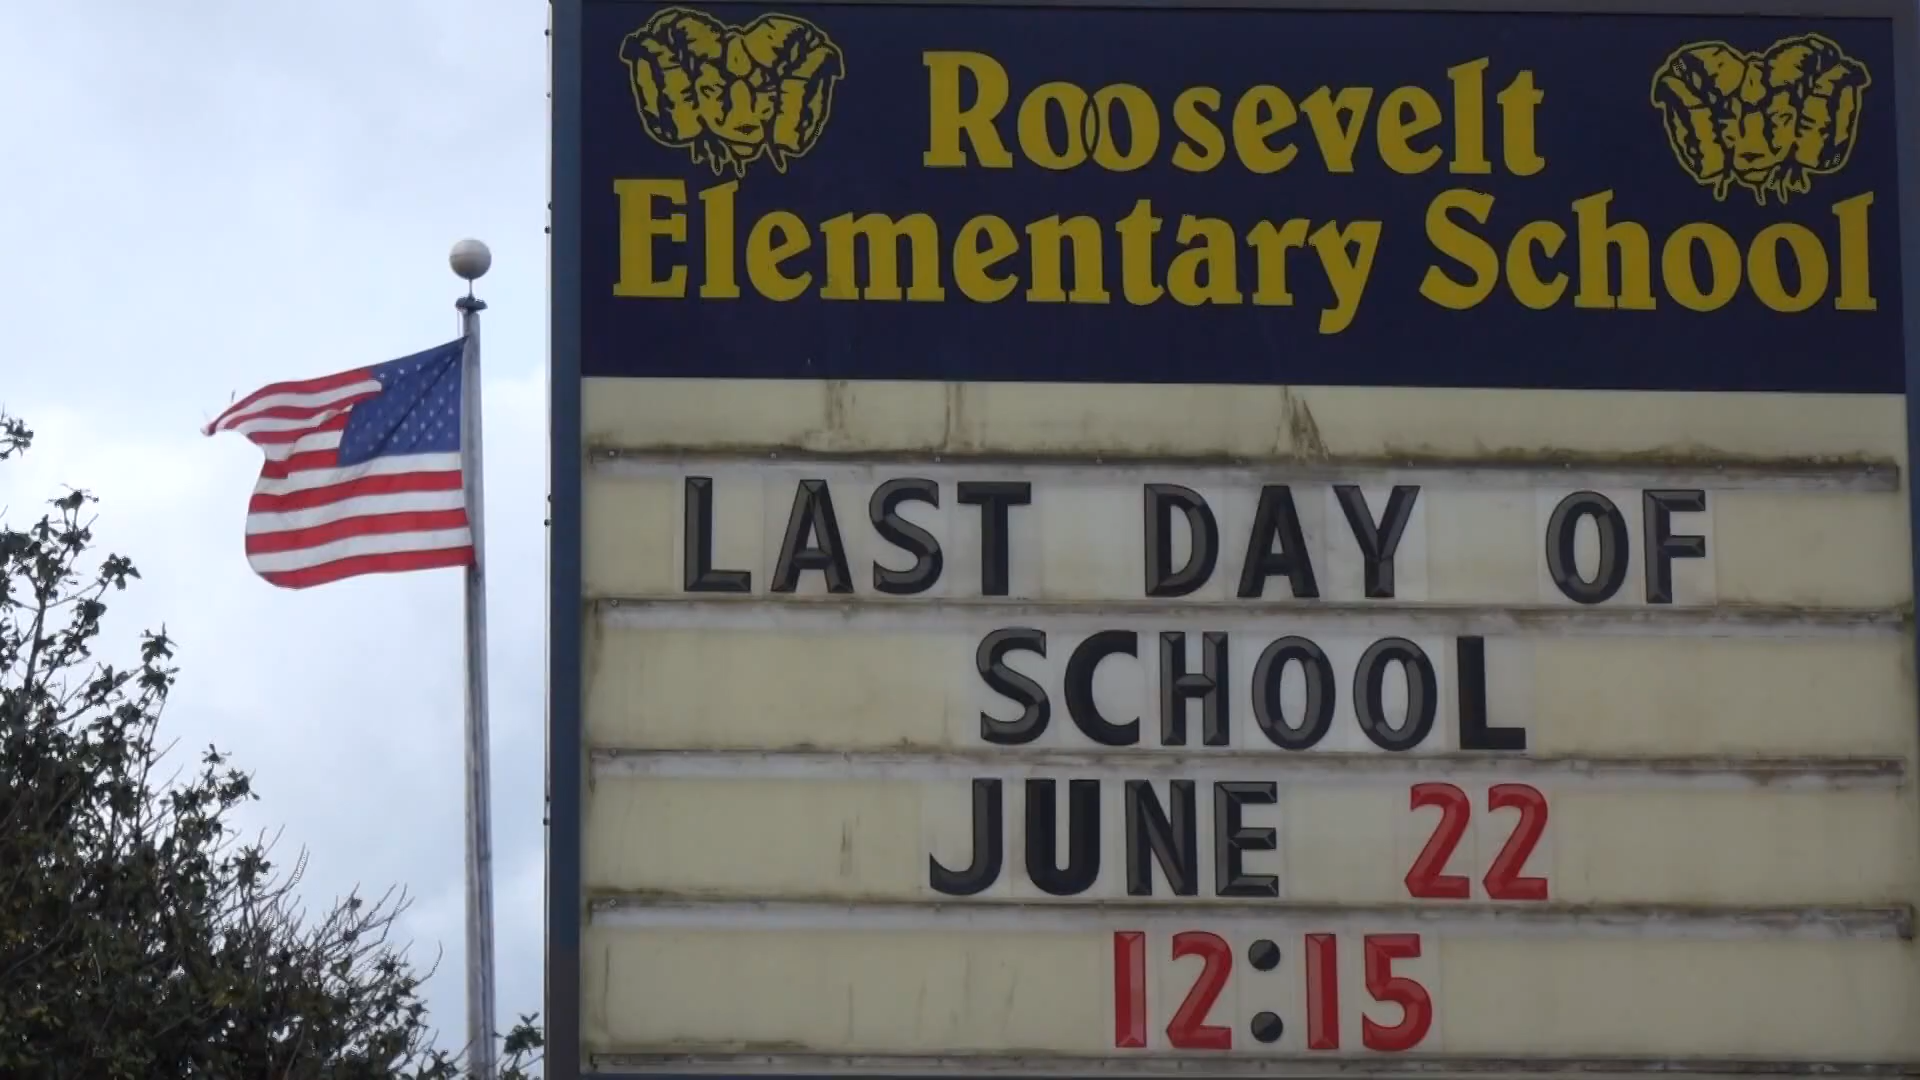 Roosevelt
Elementary School
LAST DAY OF
SCHOOL
JUNE 22
12:15